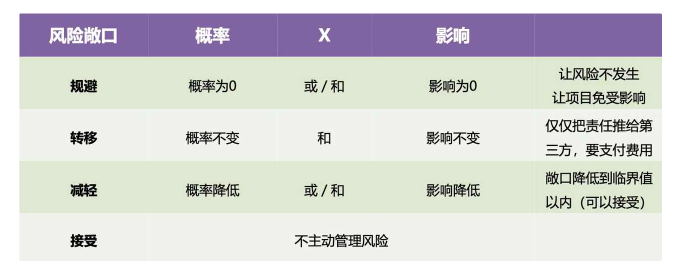 风险敞口 概率 X 影响
规避 概率为0 或 / 和 影响为0 让风险不发生
让项目免受影响
转移 概率不变 和 影响不变 仅仅把责任推给第
三方，要支付费用
减轻 概率降低 或 / 和 影响降低 敞口降低到临界值
以内（可以接受）
接受 不主动管理风险